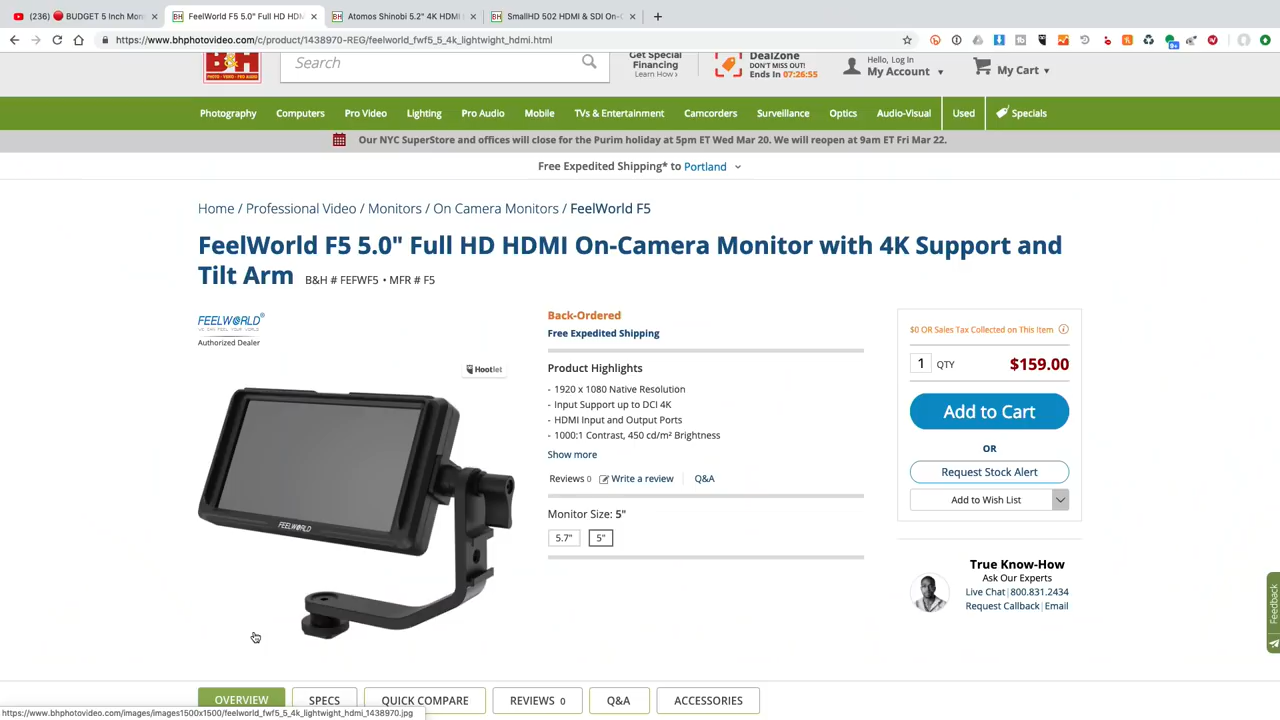 (236) 🔴 BUDGET 5 Inch Mon
FeelWorld F5 5.0" Full HD HDM
Atomos Shinobi 5.2" 4K HDMI
SmallHD 502 HDMI & SDI On-C
https://www.bhphotovideo.com/c/product/1438970-REG/feelworld_fwf5_5_4k_lightwight_hdmi.html
B&H
PHOTO · VIDEO · PRO AUDIO
Search
Get Special
Financing
Learn How ›
DealZone
DON'T MISS OUT!
Ends In 07:26:55
Hello, Log In
My Account
My Cart
Photography Computers Pro Video Lighting Pro Audio Mobile TVs & Entertainment Camcorders Surveillance Optics Audio-Visual Used Specials
Our NYC SuperStore and offices will close for the Purim holiday at 5pm ET Wed Mar 20. We will reopen at 9am ET Fri Mar 22.
Free Expedited Shipping* to Portland
Home / Professional Video / Monitors / On Camera Monitors / FeelWorld F5
FeelWorld F5 5.0" Full HD HDMI On-Camera Monitor with 4K Support and
Tilt Arm B&H # FEFWF5 • MFR # F5
FEELWORLD®
Authorized Dealer
Hootlet
FEELWORLD
Back-Ordered
Free Expedited Shipping
Product Highlights
- 1920 x 1080 Native Resolution
- Input Support up to DCI 4K
- HDMI Input and Output Ports
- 1000:1 Contrast, 450 cd/m² Brightness
Show more
Reviews 0 Write a review Q&A
Monitor Size: 5"
5.7" 5"
$0 OR Sales Tax Collected on This Item
1 QTY $159.00
Add to Cart
OR
Request Stock Alert
Add to Wish List
True Know-How
Ask Our Experts
Live Chat | 800.831.2434
Request Callback | Email
Feedback
OVERVIEW SPECS QUICK COMPARE REVIEWS 0 Q&A ACCESSORIES
https://www.bhphotovideo.com/images/images1500x1500/feelworld_fwf5_5_4k_lightwight_hdmi_1438970.jpg